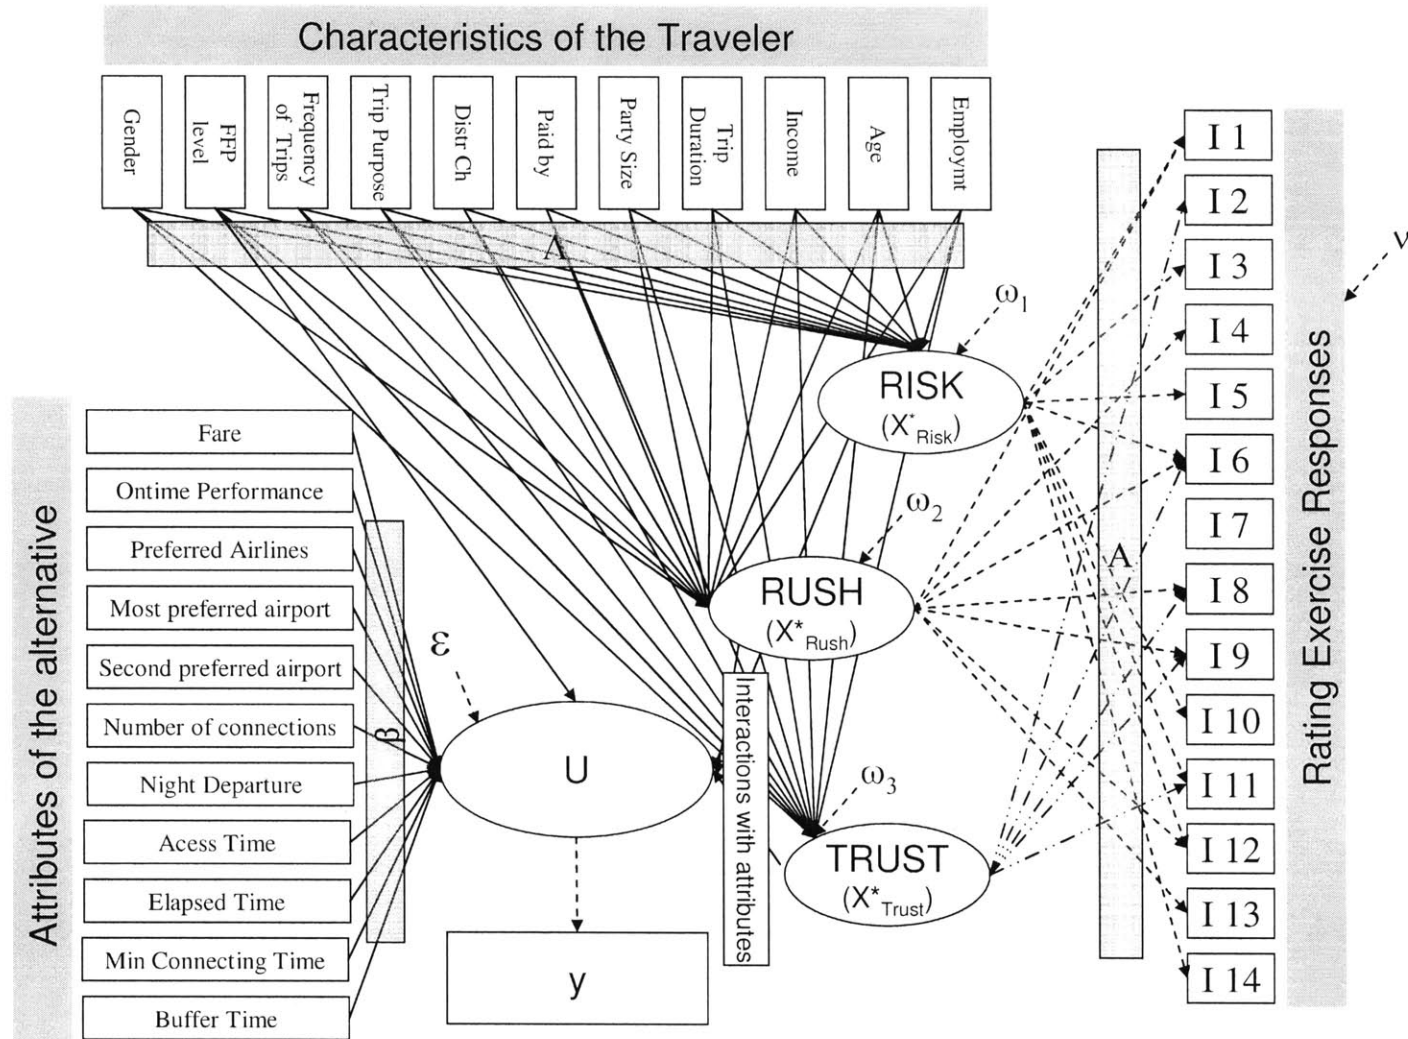 Characteristics of the Traveler
Gender
FFP
level
Frequency
of Trips
Trip Purpose
Distr Ch
Paid by
Party Size
Trip
Duration
Income
Age
Employmt
Λ
Attributes of the alternative
Fare
Ontime Performance
Preferred Airlines
Most preferred airport
Second preferred airport
Number of connections
Night Departure
Acess Time
Elapsed Time
Min Connecting Time
Buffer Time
β
ε
U
y
ω1
RISK
(X*Risk)
ω2
RUSH
(X*Rush)
Interactions with attributes
ω3
TRUST
(X*Trust)
A
I 1
I 2
I 3
I 4
I 5
I 6
I 7
I 8
I 9
I 10
I 11
I 12
I 13
I 14
Rating Exercise Responses
ν